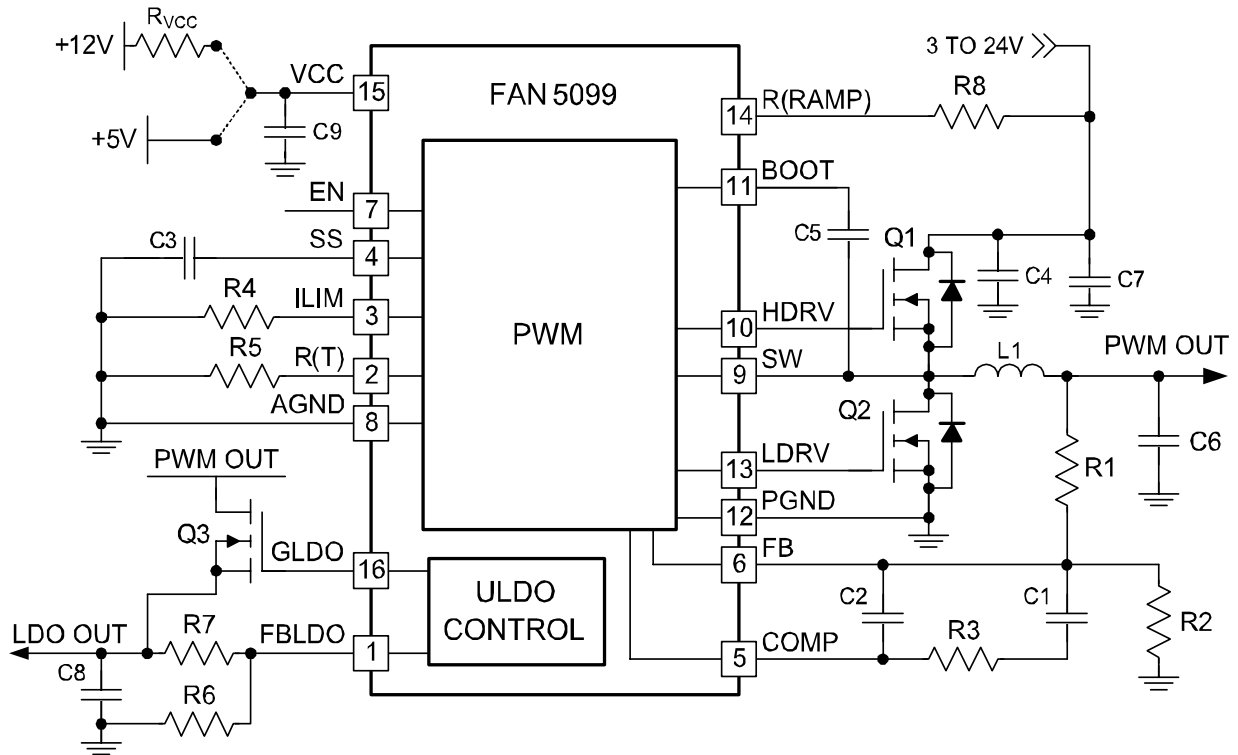 RVCC
+12V
+5V
VCC
15
C9
FAN 5099
3 TO 24V
14
R(RAMP)
R8
EN
7
11
BOOT
C3
SS
4
C5
Q1
C4
C7
R4
ILIM
3
PWM
10
HDRV
R5
R(T)
2
9
SW
L1
PWM OUT
AGND
8
Q2
C6
PWM OUT
13
LDRV
R1
12
PGND
Q3
GLDO
16
6
FB
ULDO
CONTROL
C2
C1
R2
LDO OUT
R7
FBLDO
1
5
COMP
R3
C8
R6